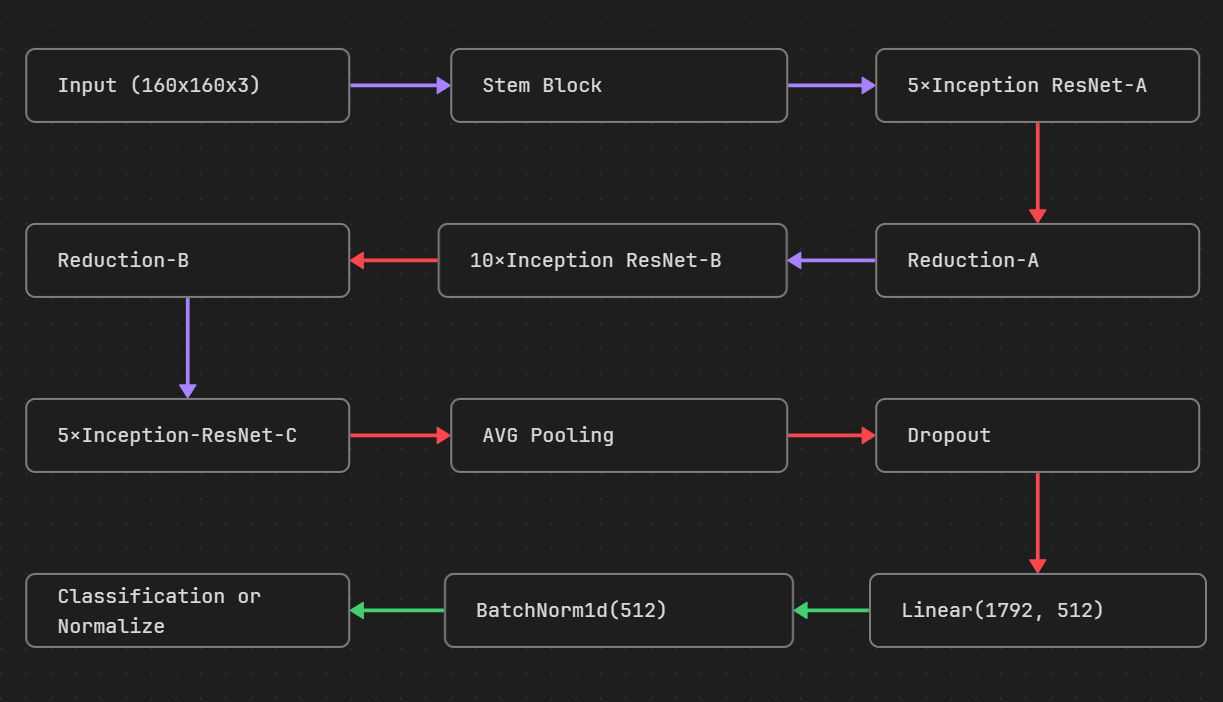 Input (160x160x3)
Stem Block
5×Inception ResNet-A
Reduction-B
10×Inception ResNet-B
Reduction-A
5×Inception-ResNet-C
AVG Pooling
Dropout
Classification or
Normalize
BatchNorm1d(512)
Linear(1792, 512)